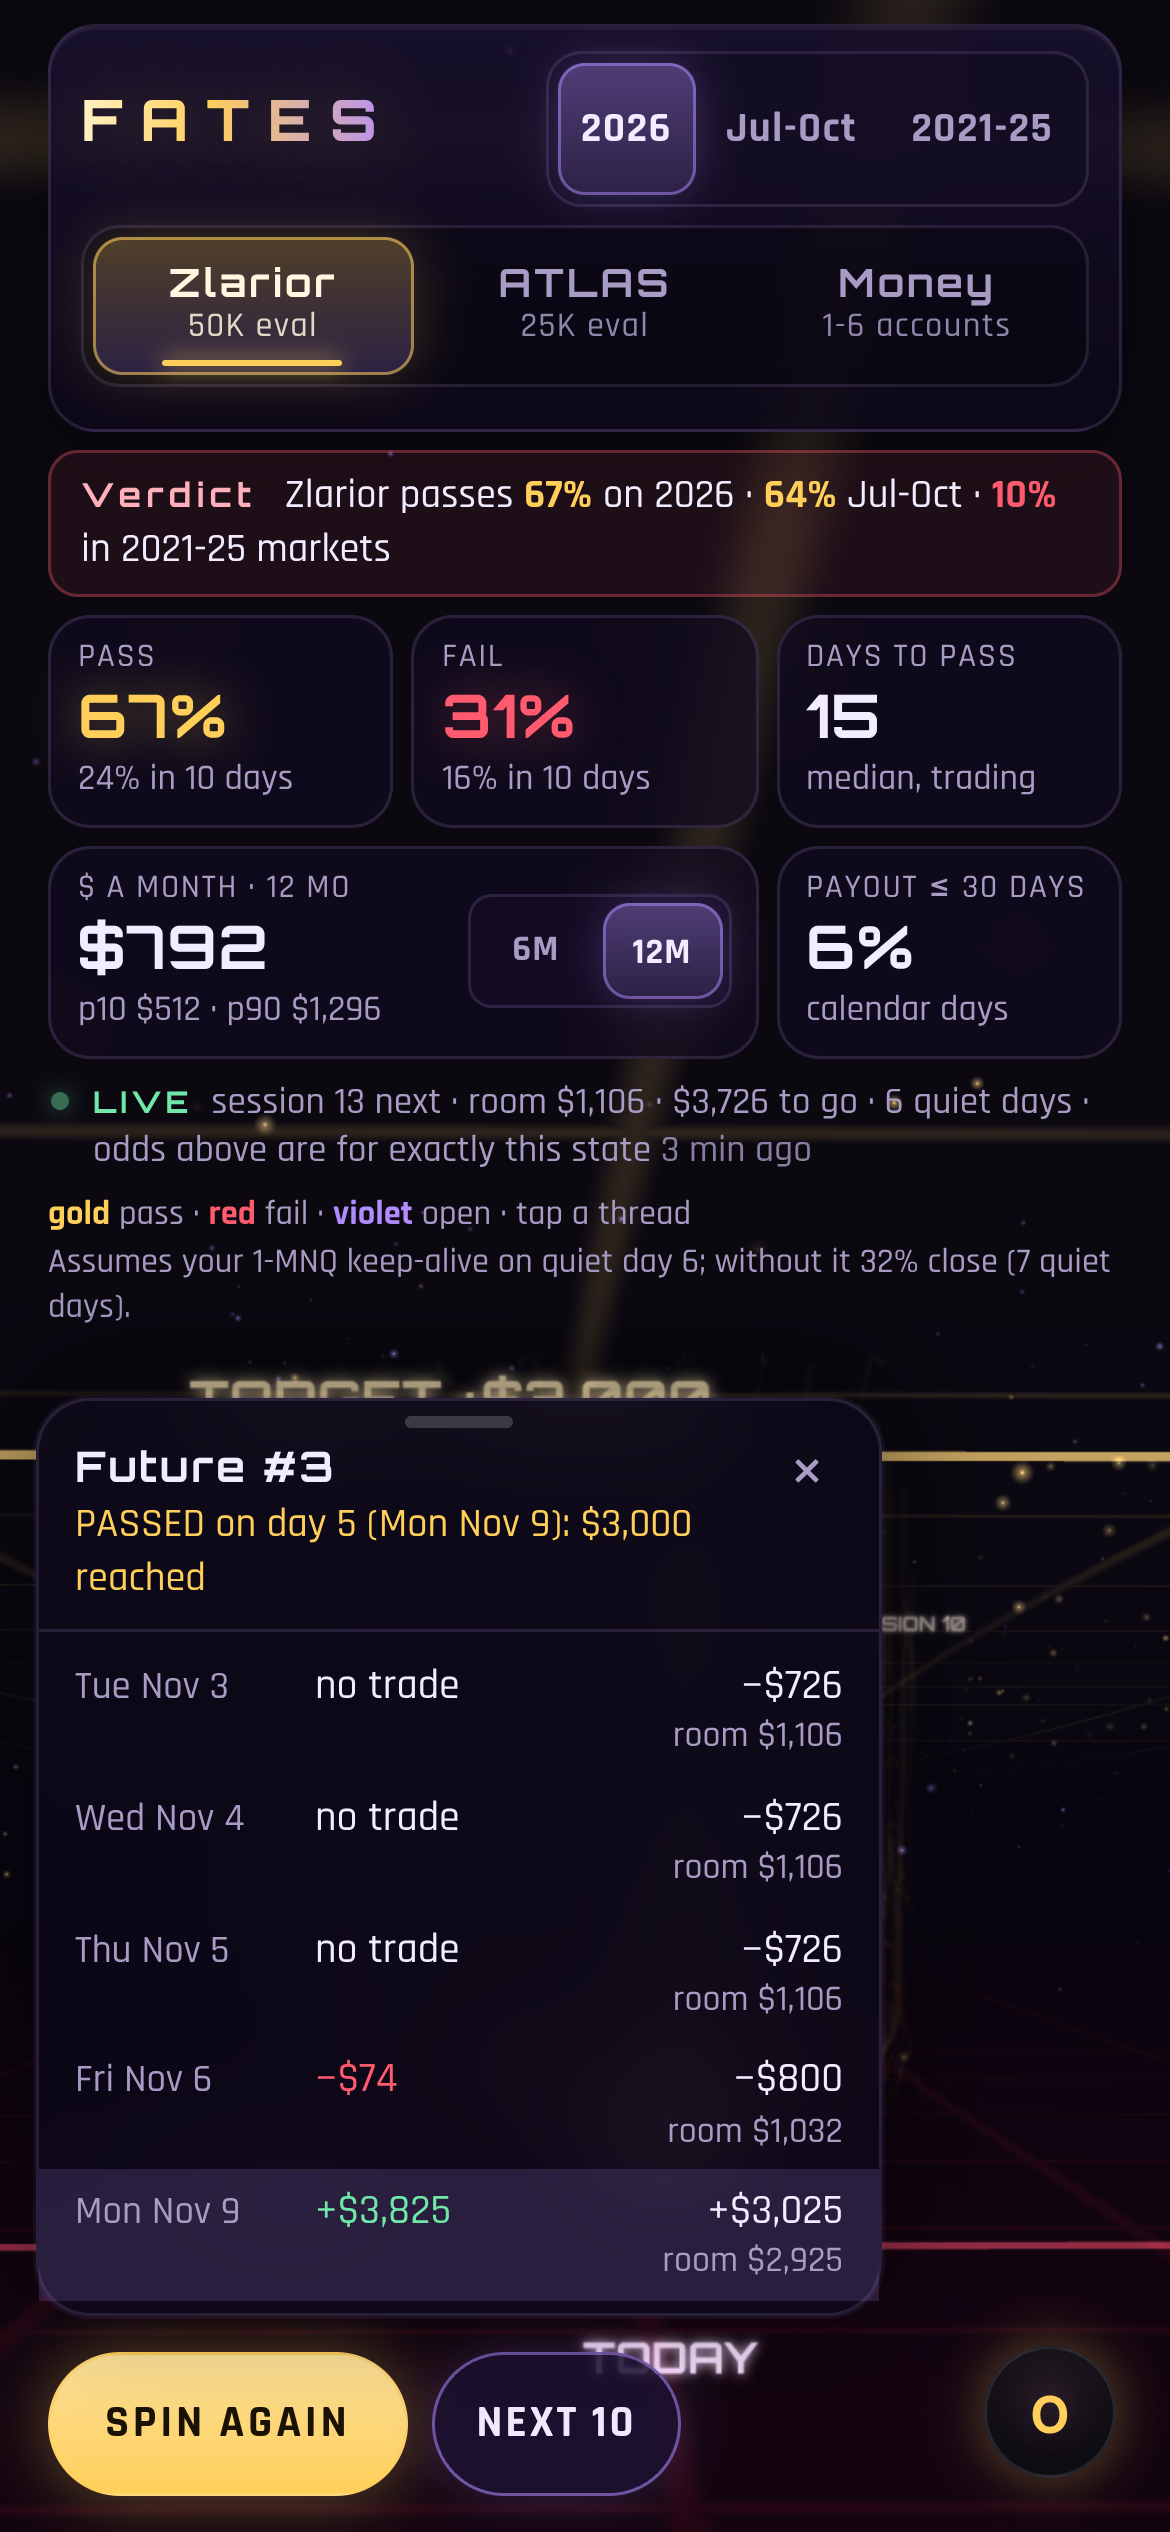 FATES
2026 Jul-Oct 2021-25
Zlarior ATLAS Money
50K eval 25K eval 1-6 accounts
Verdict Zlarior passes 67% on 2026 · 64% Jul-Oct · 10%
in 2021-25 markets
PASS FAIL DAYS TO PASS
67% 31% 15
24% in 10 days 16% in 10 days median, trading
$ A MONTH · 12 MO PAYOUT ≤ 30 DAYS
$792 6M 12M 6%
p10 $512 · p90 $1,296 calendar days
LIVE session 13 next · room $1,106 · $3,726 to go · 6 quiet days ·
odds above are for exactly this state 3 min ago
gold pass · red fail · violet open · tap a thread
Assumes your 1-MNQ keep-alive on quiet day 6; without it 32% close (7 quiet
days).
TARGET +$3,000
Future #3 ×
PASSED on day 5 (Mon Nov 9): $3,000
reached
SION 10
Tue Nov 3 no trade −$726
room $1,106
Wed Nov 4 no trade −$726
room $1,106
Thu Nov 5 no trade −$726
room $1,106
Fri Nov 6 −$74 −$800
room $1,032
Mon Nov 9 +$3,825 +$3,025
room $2,925
TODAY
SPIN AGAIN NEXT 10 O